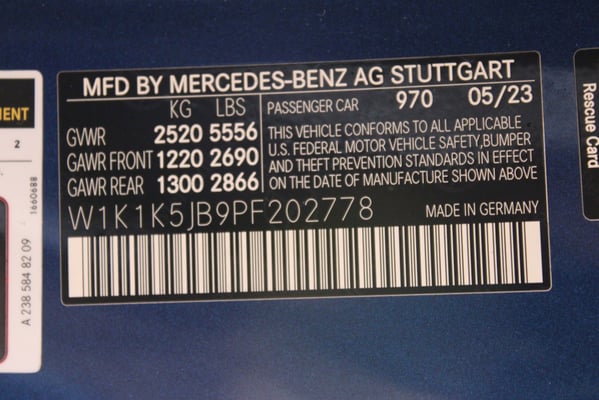 MFD BY MERCEDES-BENZ AG STUTTGART
KG LBS
GVWR 2520 5556
GAWR FRONT 1220 2690
GAWR REAR 1300 2866
PASSENGER CAR 970 05/23
THIS VEHICLE CONFORMS TO ALL APPLICABLE
U.S. FEDERAL MOTOR VEHICLE SAFETY, BUMPER
AND THEFT PREVENTION STANDARDS IN EFFECT
ON THE DATE OF MANUFACTURE SHOWN ABOVE
W1K1K5JB9PF202778 MADE IN GERMANY
MENT
2
1660688
A 238 584 82 09
Rescue Card